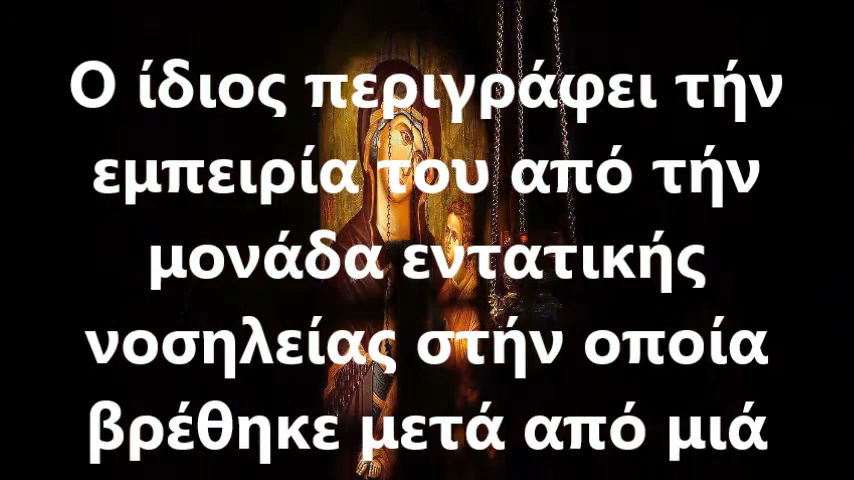 Ο ίδιος περιγράφει τήν
εμπειρία του από τήν
μονάδα εντατικής
νοσηλείας στήν οποία
βρέθηκε μετά από μιά